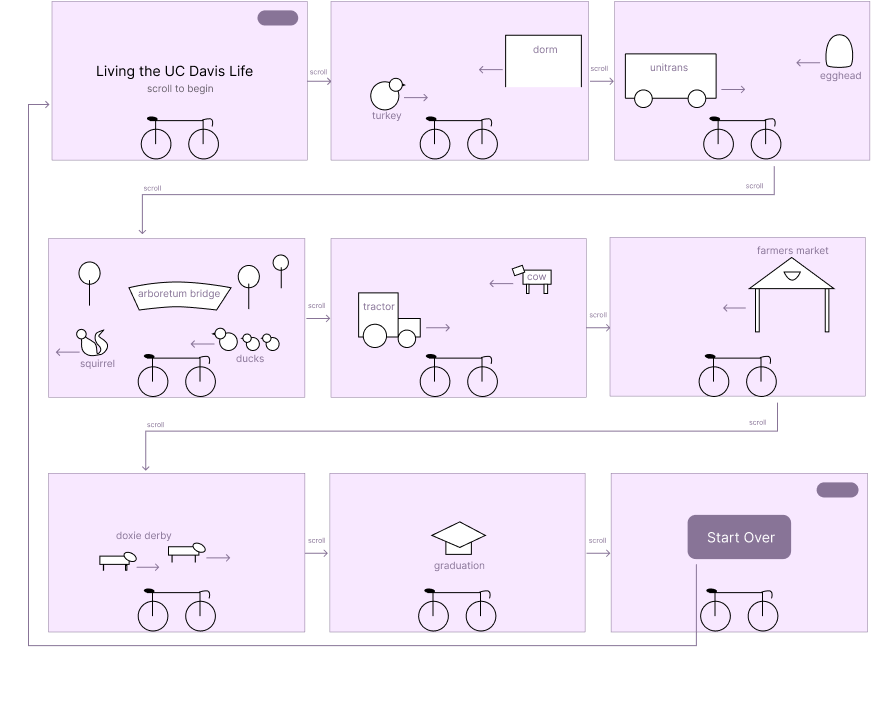 Living the UC Davis Life
scroll to begin
scroll
turkey
dorm
scroll
unitrans
egghead
scroll
scroll
arboretum bridge
squirrel
ducks
scroll
tractor
cow
scroll
farmers market
scroll
scroll
doxie derby
scroll
graduation
scroll
Start Over